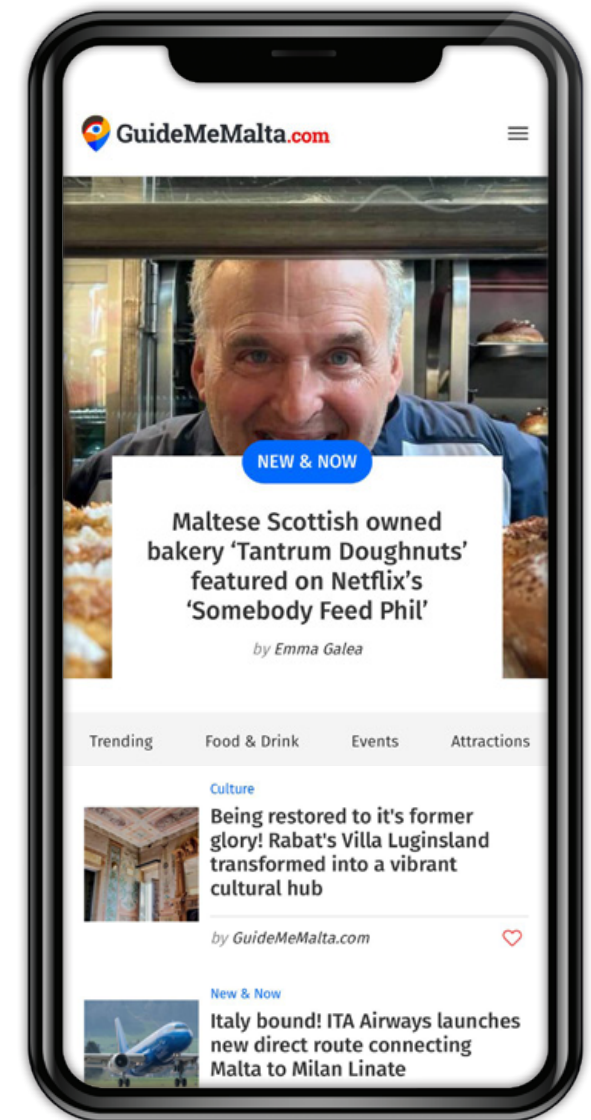 GuideMeMalta.com
NEW & NOW
Maltese Scottish owned
bakery ‘Tantrum Doughnuts’
featured on Netflix’s
‘Somebody Feed Phil’
by Emma Galea
Trending Food & Drink Events Attractions
Culture
Being restored to it's former
glory! Rabat's Villa Luginsland
transformed into a vibrant
cultural hub
by GuideMeMalta.com
New & Now
Italy bound! ITA Airways launches
new direct route connecting
Malta to Milan Linate